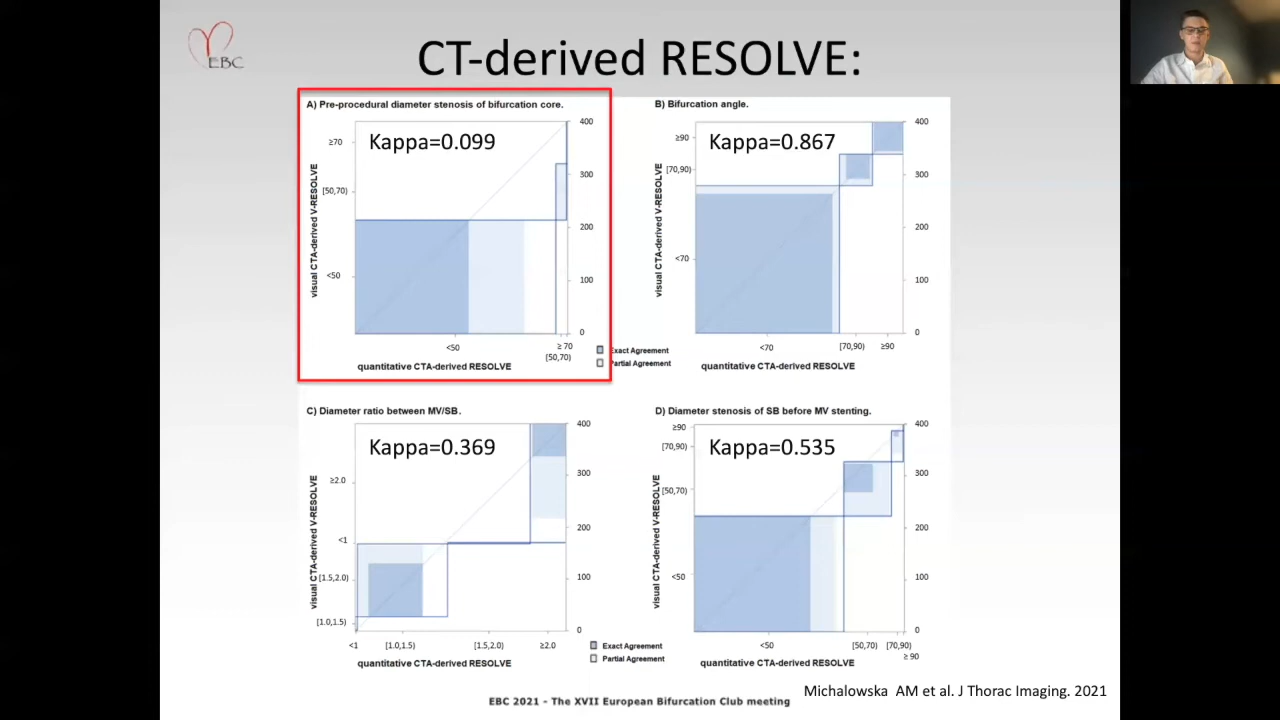 EBC
CT-derived RESOLVE:
A) Pre-procedural diameter stenosis of bifurcation core.
Kappa=0.099
≥70
[50,70)
<50
visual CTA-derived V-RESOLVE
400
300
200
100
0
<50
≥ 70
[50,70)
quantitative CTA-derived RESOLVE
Exact Agreement
Partial Agreement
B) Bifurcation angle.
Kappa=0.867
≥90
[70,90)
<70
visual CTA-derived V-RESOLVE
400
300
200
100
0
<70
[70,90)
≥90
quantitative CTA-derived RESOLVE
C) Diameter ratio between MV/SB.
Kappa=0.369
≥2.0
<1
[1.5,2.0)
[1.0,1.5)
visual CTA-derived V-RESOLVE
400
300
200
100
0
<1
[1.0,1.5)
[1.5,2.0)
≥2.0
quantitative CTA-derived RESOLVE
Exact Agreement
Partial Agreement
D) Diameter stenosis of SB before MV stenting.
Kappa=0.535
≥90
[70,90)
[50,70)
<50
visual CTA-derived V-RESOLVE
400
300
200
100
0
<50
[50,70)
[70,90)
≥ 90
quantitative CTA-derived RESOLVE
Michalowska AM et al. J Thorac Imaging. 2021
EBC 2021 - The XVII European Bifurcation Club meeting